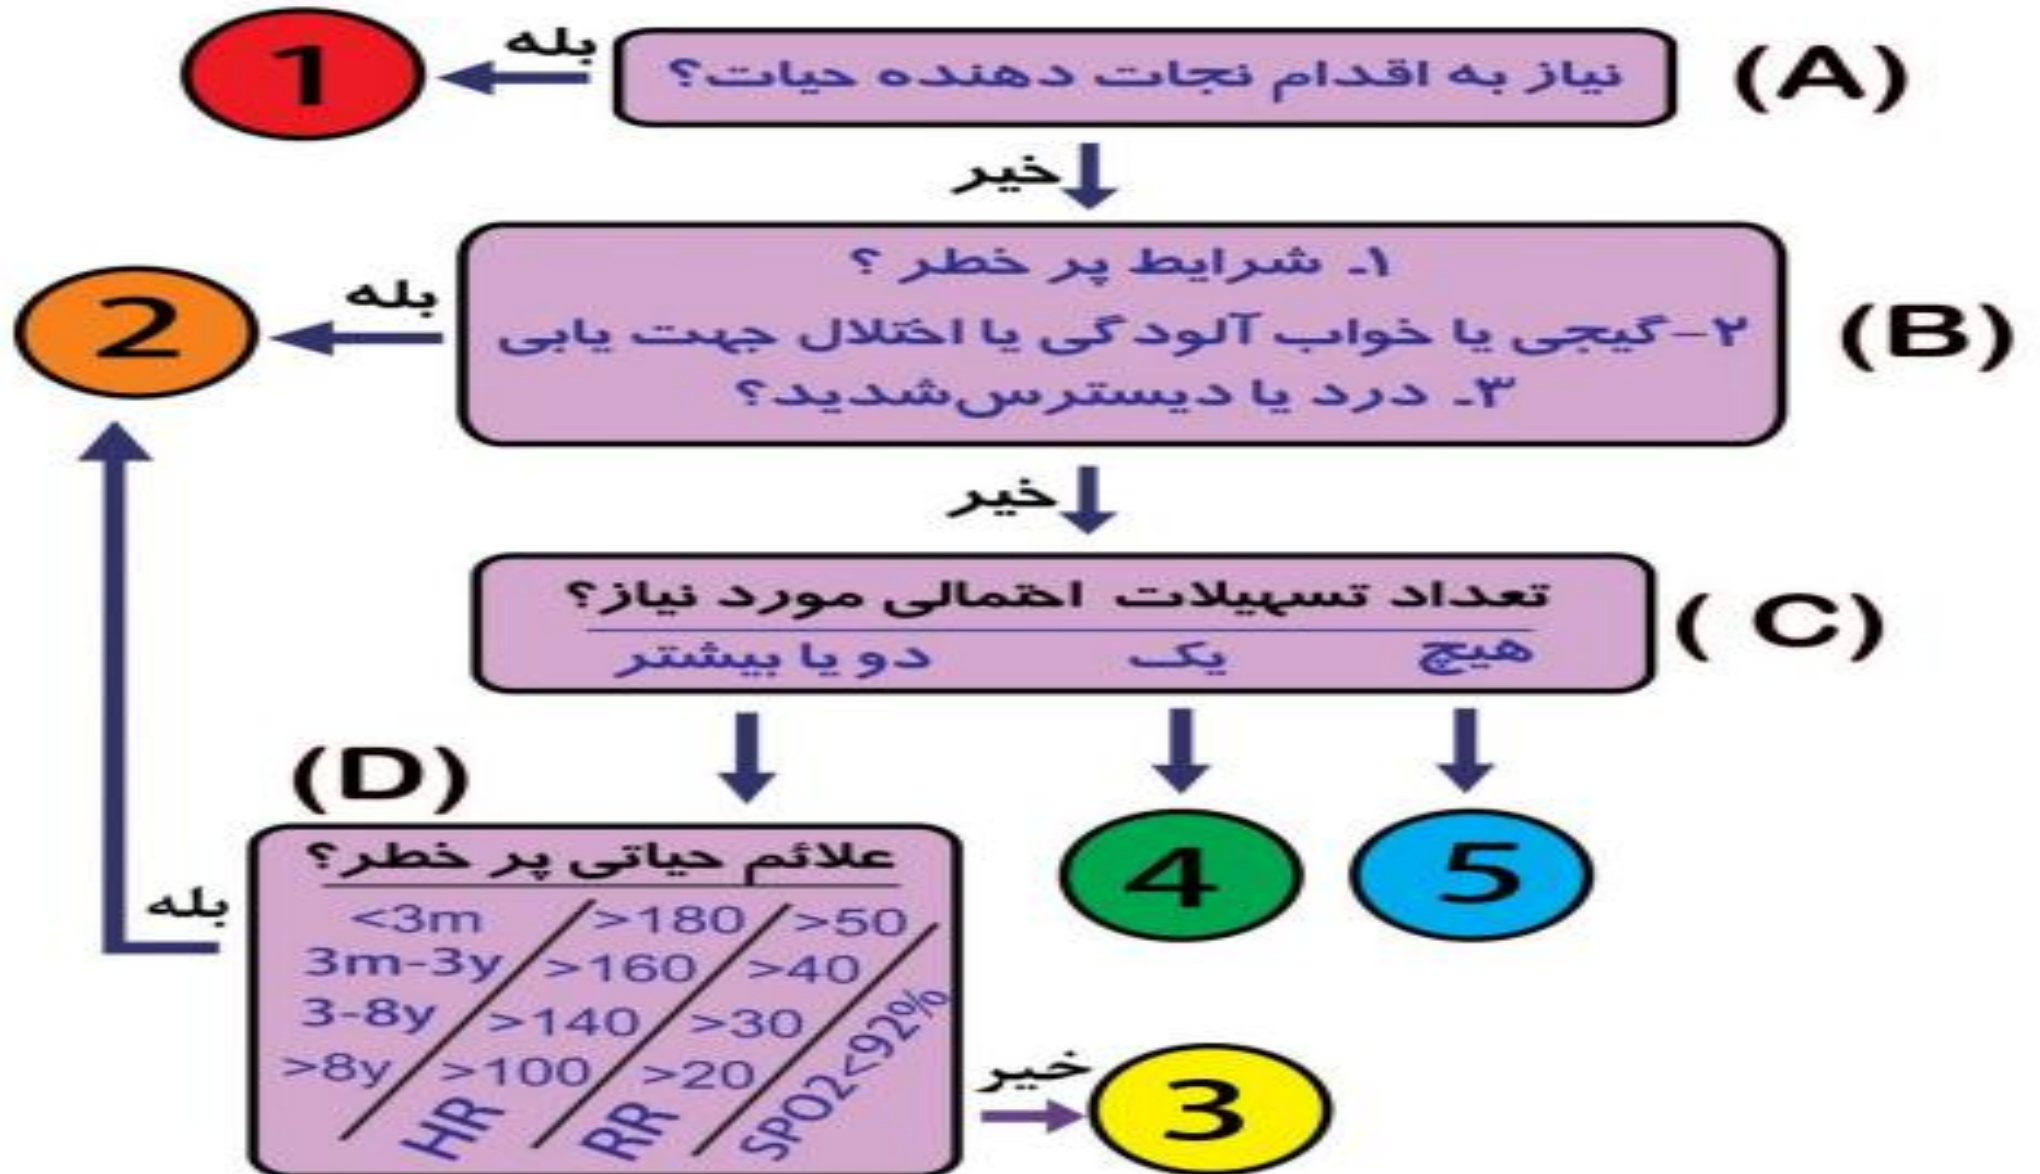 1
بله
نیاز به اقدام نجات دهنده حیات؟
(A)
خیر
۱ـ شرایط پر خطر ؟
۲-گیجی یا خواب آلودگی یا اختلال جهت یابی
۳ـ درد یا دیسترس‌شدید؟
(B)
بله
2
خیر
تعداد تسهیلات احتمالی مورد نیاز؟
هیچ یک دو یا بیشتر
( C)
(D)
5
4
علائم حیاتی پر خطر؟
<3m >180 >50
3m-3y >160 >40
3-8y >140 >30
>8y >100 >20
HR RR SPO2<92%
بله
خیر
3